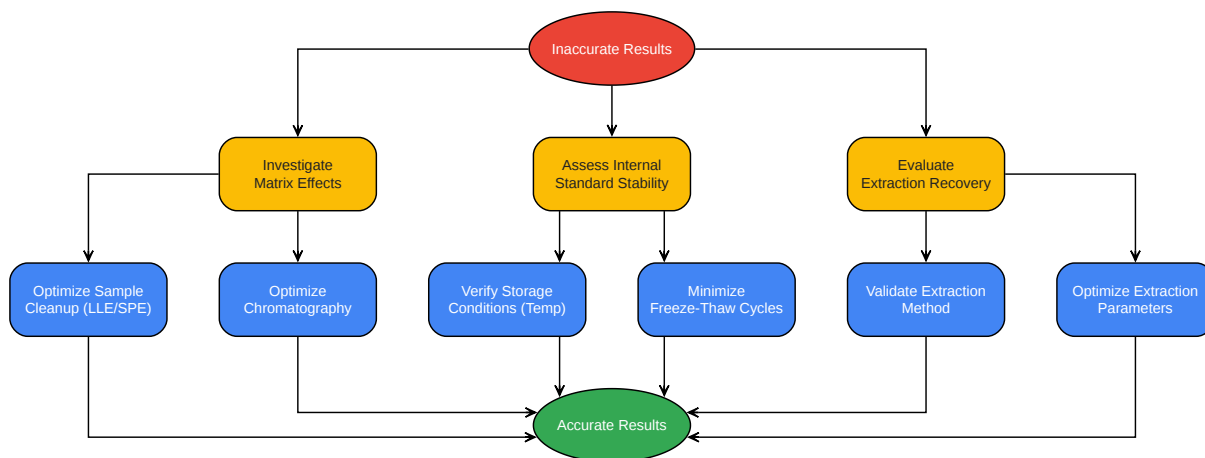 Inaccurate Results
Investigate
Matrix Effects
Assess Internal
Standard Stability
Evaluate
Extraction Recovery
Optimize Sample
Cleanup (LLE/SPE)
Optimize
Chromatography
Verify Storage
Conditions (Temp)
Minimize
Freeze-Thaw Cycles
Validate Extraction
Method
Optimize Extraction
Parameters
Accurate Results